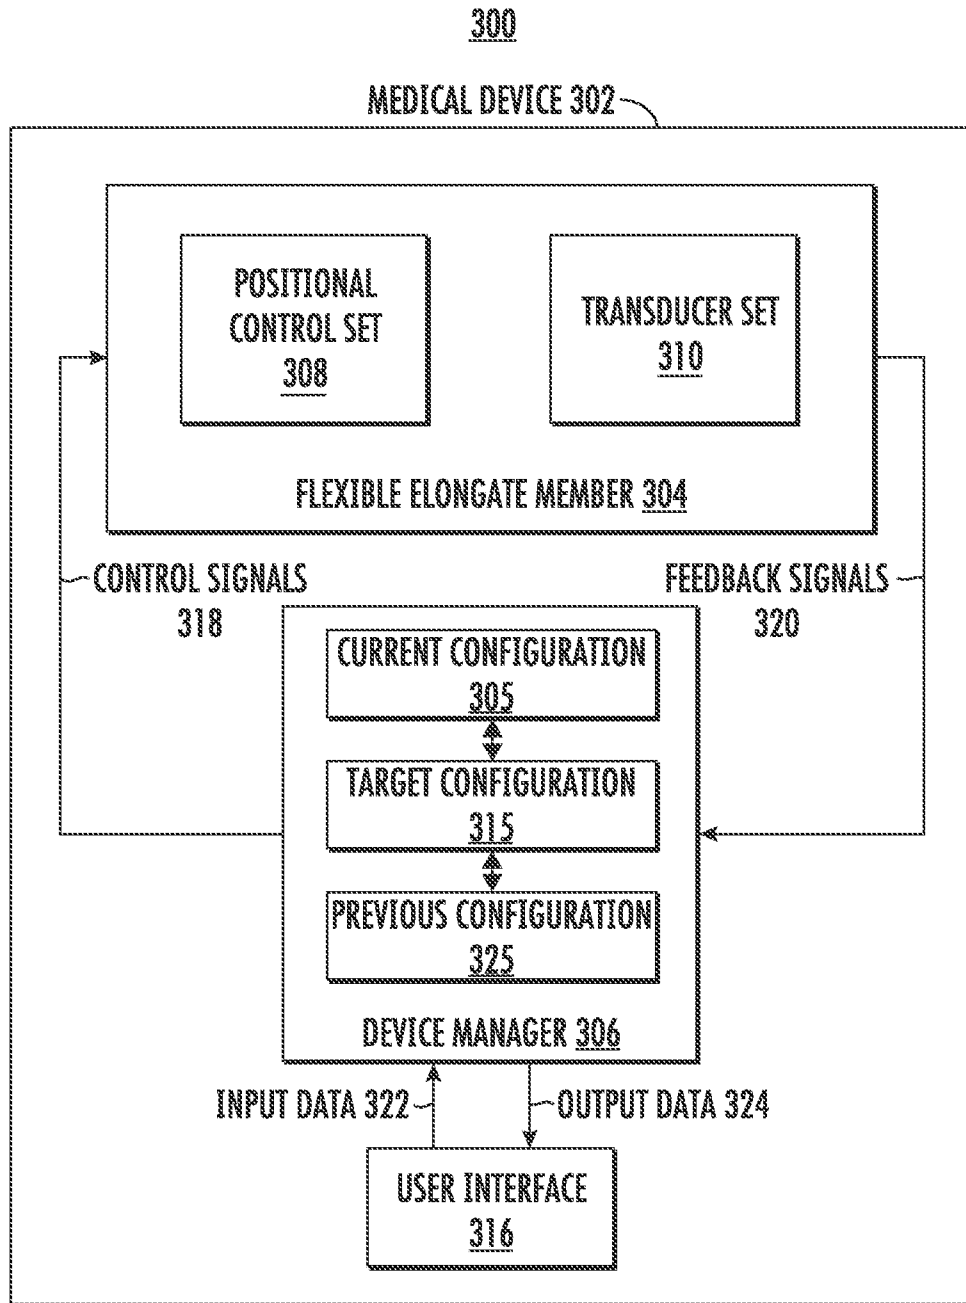 300
MEDICAL DEVICE 302
POSITIONAL
CONTROL SET
308
TRANSDUCER SET
310
FLEXIBLE ELONGATE MEMBER 304
CONTROL SIGNALS
318
FEEDBACK SIGNALS
320
CURRENT CONFIGURATION
305
TARGET CONFIGURATION
315
PREVIOUS CONFIGURATION
325
DEVICE MANAGER 306
INPUT DATA 322
OUTPUT DATA 324
USER INTERFACE
316